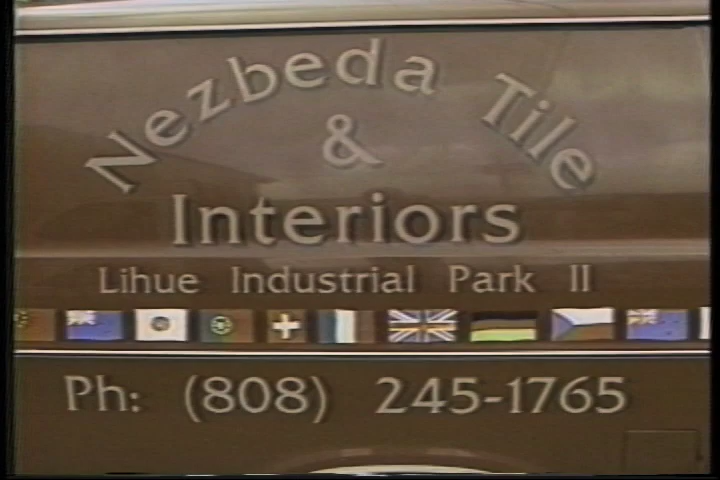 Nezbeda Tile
&
Interiors
Lihue Industrial Park II
Ph: (808) 245-1765